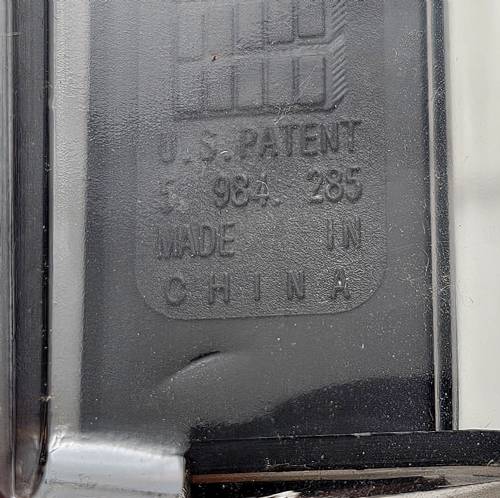 U.S.PATENT
5. 984. 285
MADE IN
CHINA